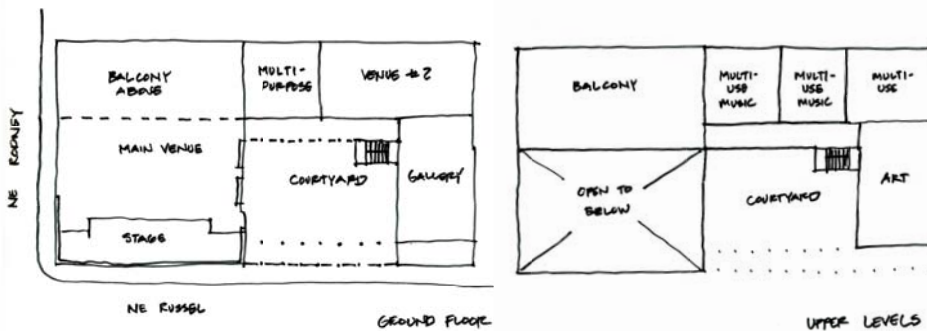 BALCONY
ABOVE
MULTI-
PURPOSE
VENUE #2
NE RODNEY
MAIN VENUE
COURTYARD
GALLERY
STAGE
NE RUSSEL
GROUND FLOOR
BALCONY
MULTI-
USE
MUSIC
MULTI-
USE
MUSIC
MULTI-
USE
OPEN TO
BELOW
COURTYARD
ART
UPPER LEVELS